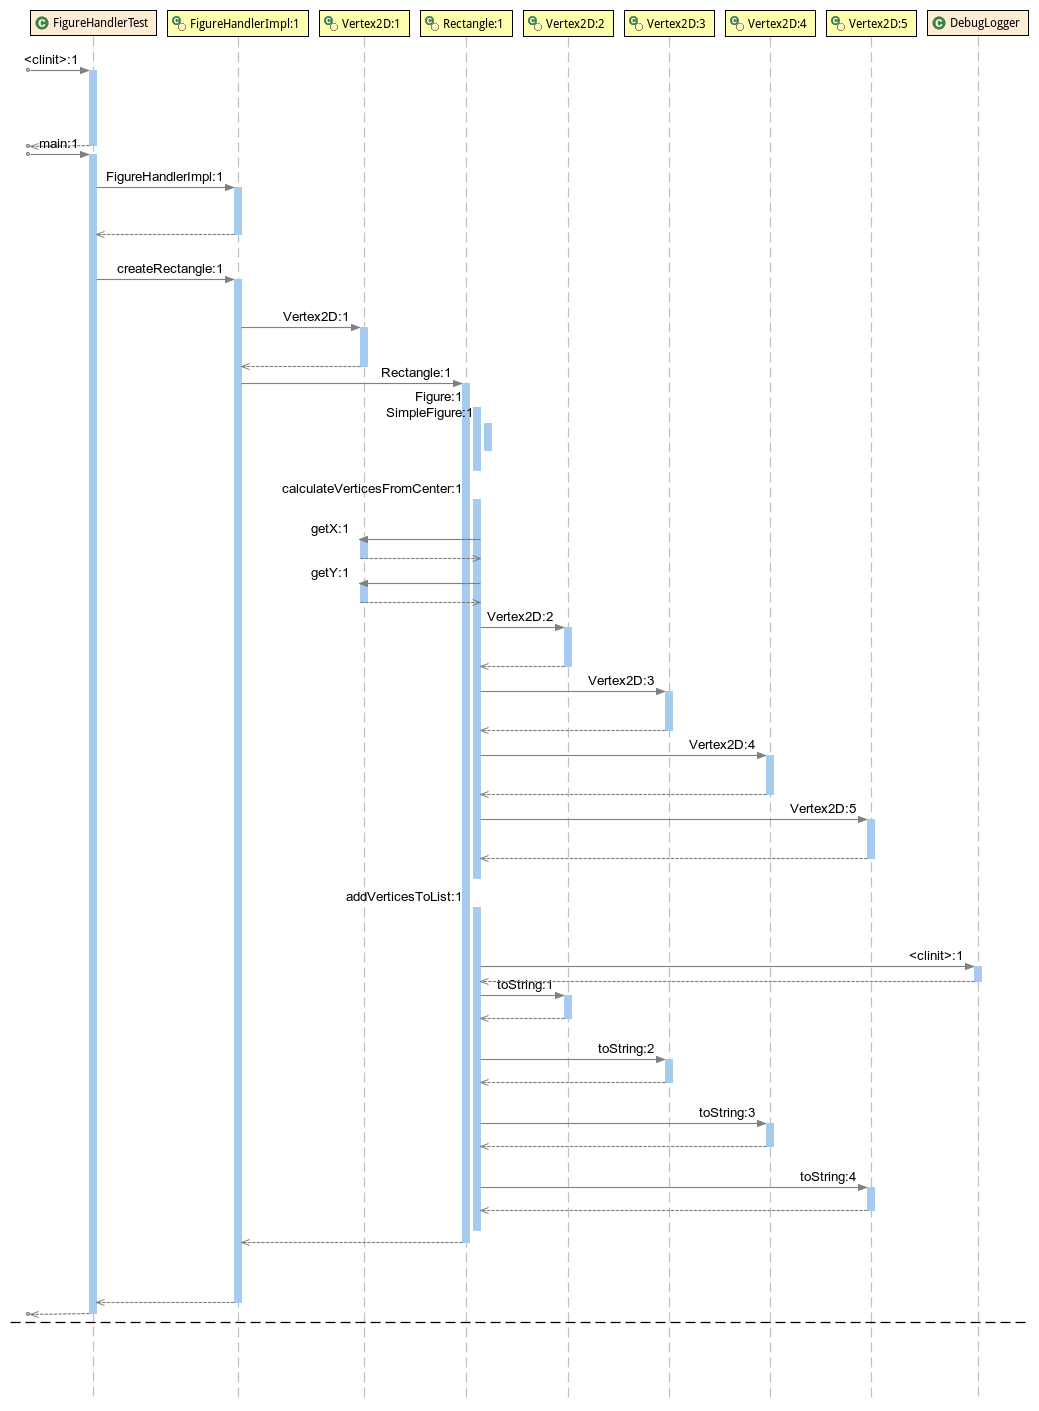 FigureHandlerTest
FigureHandlerImpl:1
Vertex2D:1
Rectangle:1
Vertex2D:2
Vertex2D:3
Vertex2D:4
Vertex2D:5
DebugLogger
<clinit>:1
main:1
FigureHandlerImpl:1
createRectangle:1
Vertex2D:1
Rectangle:1
Figure:1
SimpleFigure:1
calculateVerticesFromCenter:1
getX:1
getY:1
Vertex2D:2
Vertex2D:3
Vertex2D:4
Vertex2D:5
addVerticesToList:1
<clinit>:1
toString:1
toString:2
toString:3
toString:4